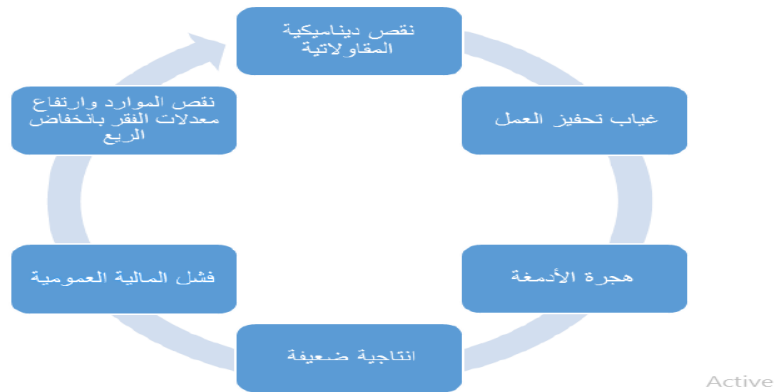 نقص ديناميكية
المقاولاتية
غياب تحفيز العمل
هجرة الأدمغة
انتاجية ضعيفة
فشل المالية العمومية
نقص الموارد وارتفاع
معدلات الفقر بانخفاض
الريع
Active